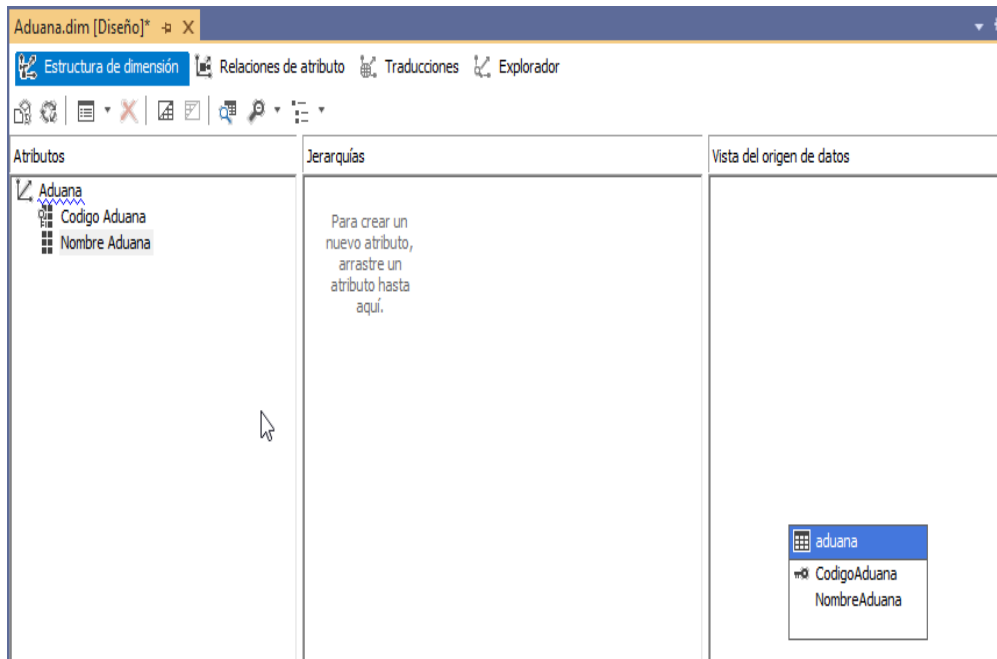 Aduana.dim [Diseño]*
Estructura de dimensión Relaciones de atributo Traducciones Explorador
Atributos
Aduana
Codigo Aduana
Nombre Aduana
Jerarquías
Para crear un
nuevo atributo,
arrastre un
atributo hasta
aquí.
Vista del origen de datos
aduana
CodigoAduana
NombreAduana